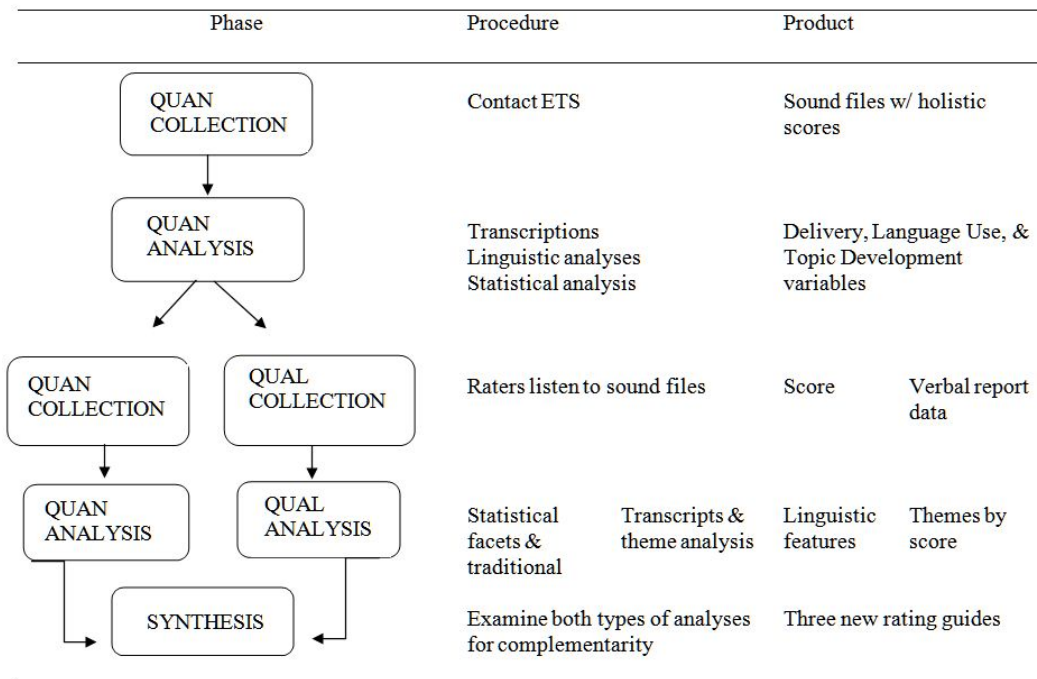 Phase Procedure Product
QUAN
COLLECTION
Contact ETS
Sound files w/ holistic
scores
QUAN
ANALYSIS
Transcriptions
Linguistic analyses
Statistical analysis
Delivery, Language Use, &
Topic Development
variables
QUAN
COLLECTION
QUAL
COLLECTION
Raters listen to sound files
Score
Verbal report
data
QUAN
ANALYSIS
QUAL
ANALYSIS
Statistical
facets &
traditional
Transcripts &
theme analysis
Linguistic
features
Themes by
score
SYNTHESIS
Examine both types of analyses
for complementarity
Three new rating guides